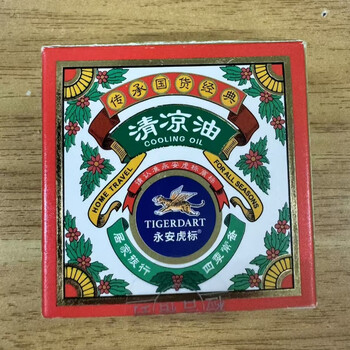 传承国货经典
清凉油
COOLING OIL
HOME TRAVEL
FOR ALL SEASONS
TIGERDART
永安虎标®
居家旅行
四季常备